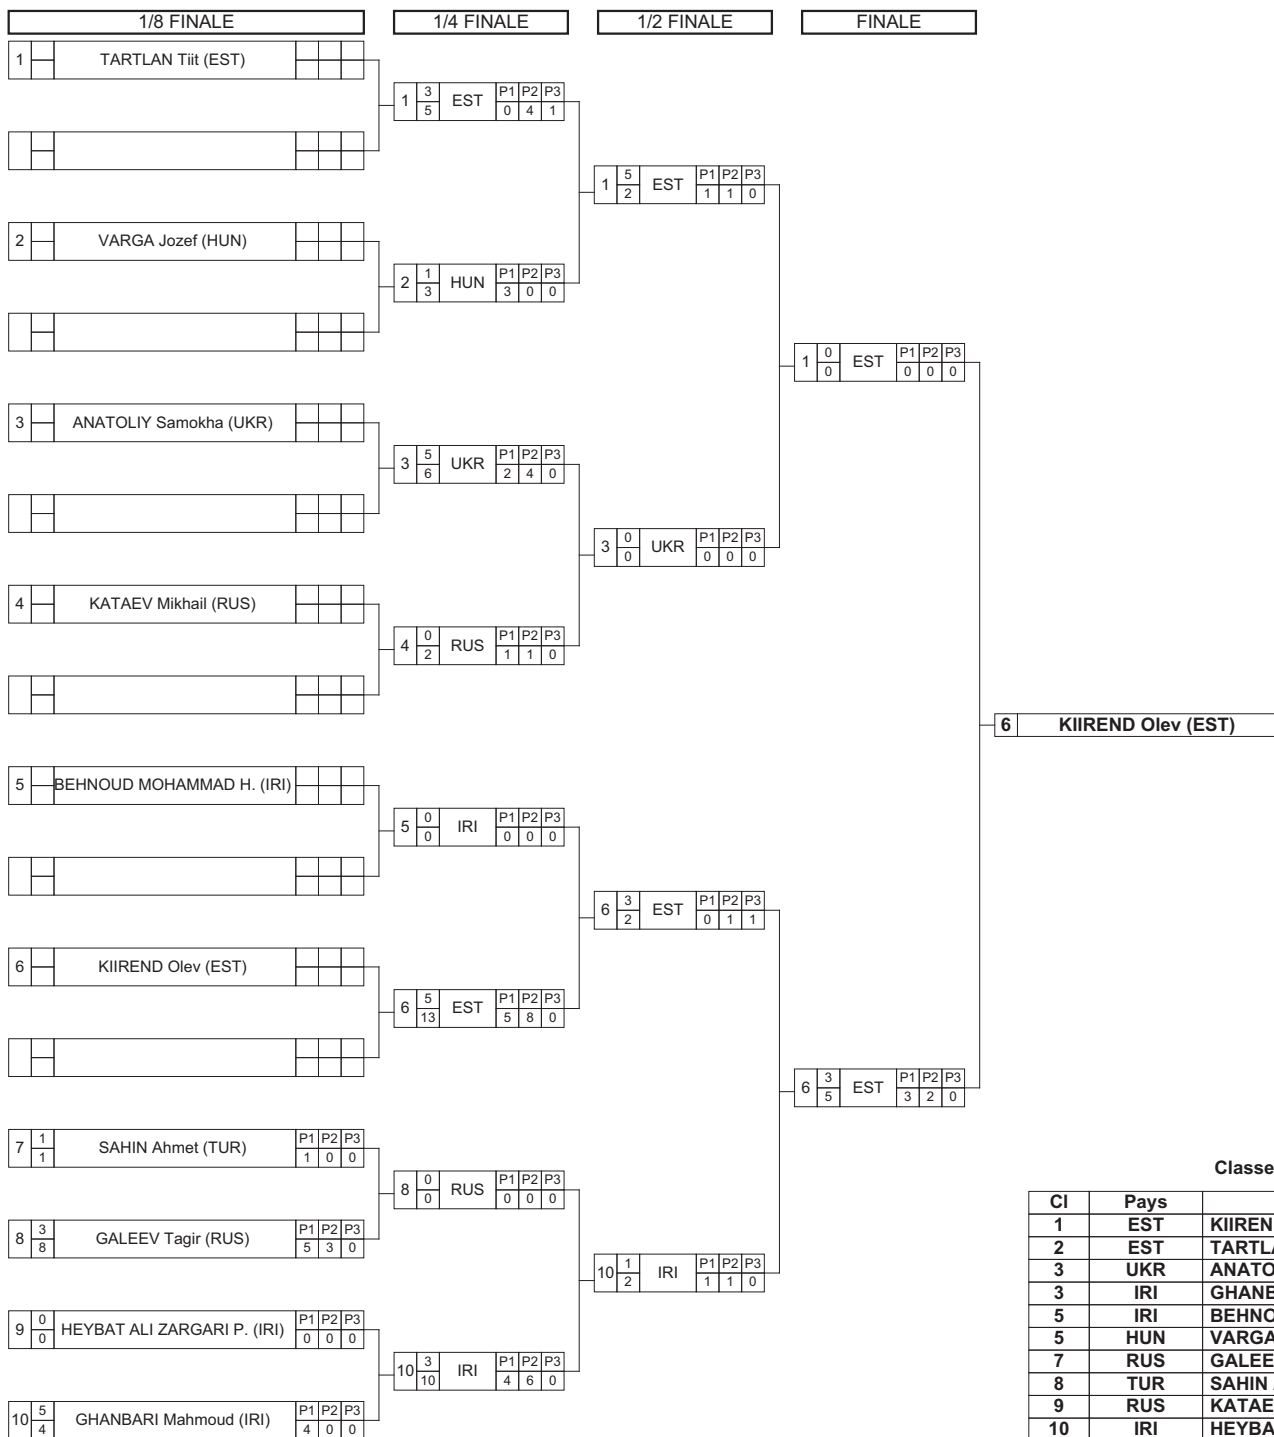 1/8 FINALE 1/4 FINALE 1/2 FINALE FINALE
1 TARTLAN Tiit (EST)
1 3 5 EST P1 P2 P3 0 4 1
1 5 2 EST P1 P2 P3 1 1 0
2 VARGA Jozef (HUN)
2 1 3 HUN P1 P2 P3 3 0 0
1 0 0 EST P1 P2 P3 0 0 0
3 ANATOLIY Samokha (UKR)
3 5 6 UKR P1 P2 P3 2 4 0
3 0 0 UKR P1 P2 P3 0 0 0
4 KATAEV Mikhail (RUS)
4 0 2 RUS P1 P2 P3 1 1 0
6 KIIREND Olev (EST)
5 BEHNOUD MOHAMMAD H. (IRI)
5 0 0 IRI P1 P2 P3 0 0 0
6 3 2 EST P1 P2 P3 0 1 1
6 KIIREND Olev (EST)
6 5 13 EST P1 P2 P3 5 8 0
6 3 5 EST P1 P2 P3 3 2 0
7 1 1 SAHIN Ahmet (TUR) P1 P2 P3 1 0 0
8 0 0 RUS P1 P2 P3 0 0 0
8 3 8 GALEEV Tagir (RUS) P1 P2 P3 5 3 0
10 1 2 IRI P1 P2 P3 1 1 0
9 0 0 HEYBAT ALI ZARGARI P. (IRI) P1 P2 P3 0 0 0
10 3 10 IRI P1 P2 P3 4 6 0
10 5 4 GHANBARI Mahmoud (IRI) P1 P2 P3 4 0 0
Classe
Cl Pays
1 EST KIIREN
2 EST TARTLA
3 UKR ANATO
3 IRI GHANB
5 IRI BEHNO
5 HUN VARGA
7 RUS GALEE
8 TUR SAHIN
9 RUS KATAE
10 IRI HEYBA